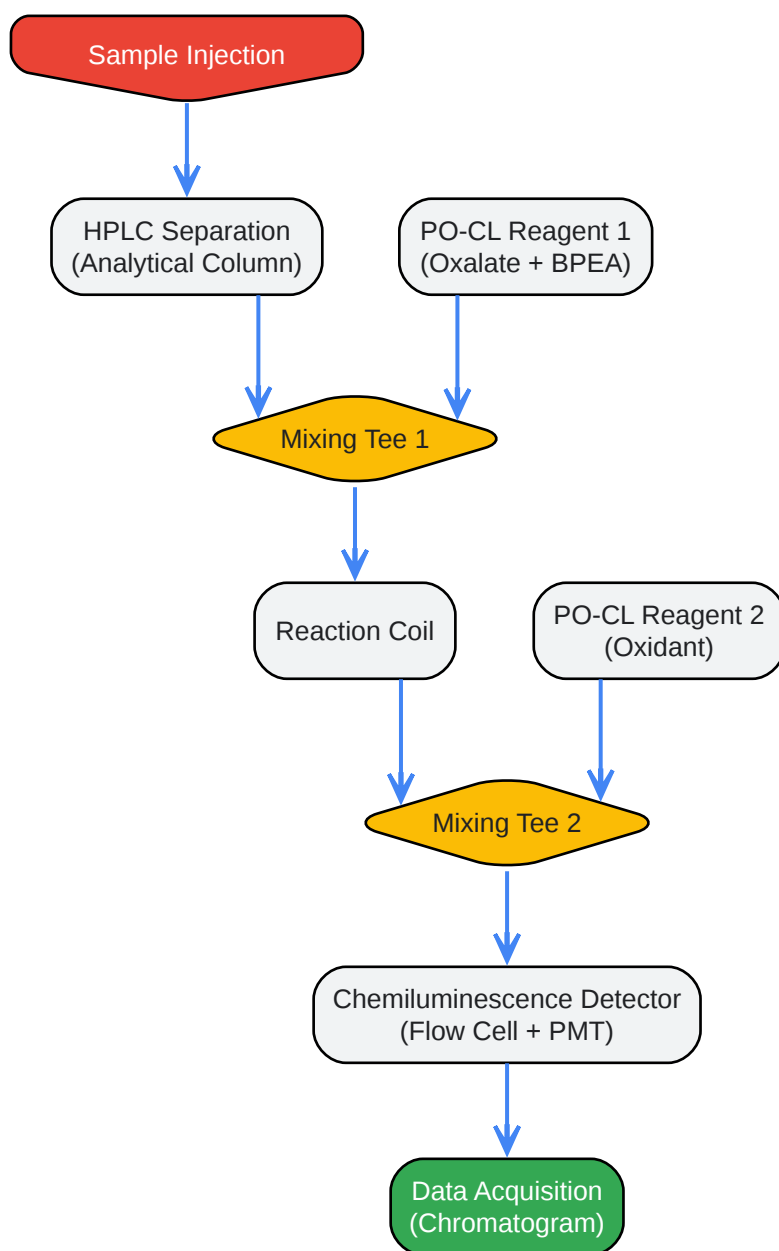 Sample Injection
HPLC Separation
(Analytical Column)
PO-CL Reagent 1
(Oxalate + BPEA)
Mixing Tee 1
Reaction Coil
PO-CL Reagent 2
(Oxidant)
Mixing Tee 2
Chemiluminescence Detector
(Flow Cell + PMT)
Data Acquisition
(Chromatogram)